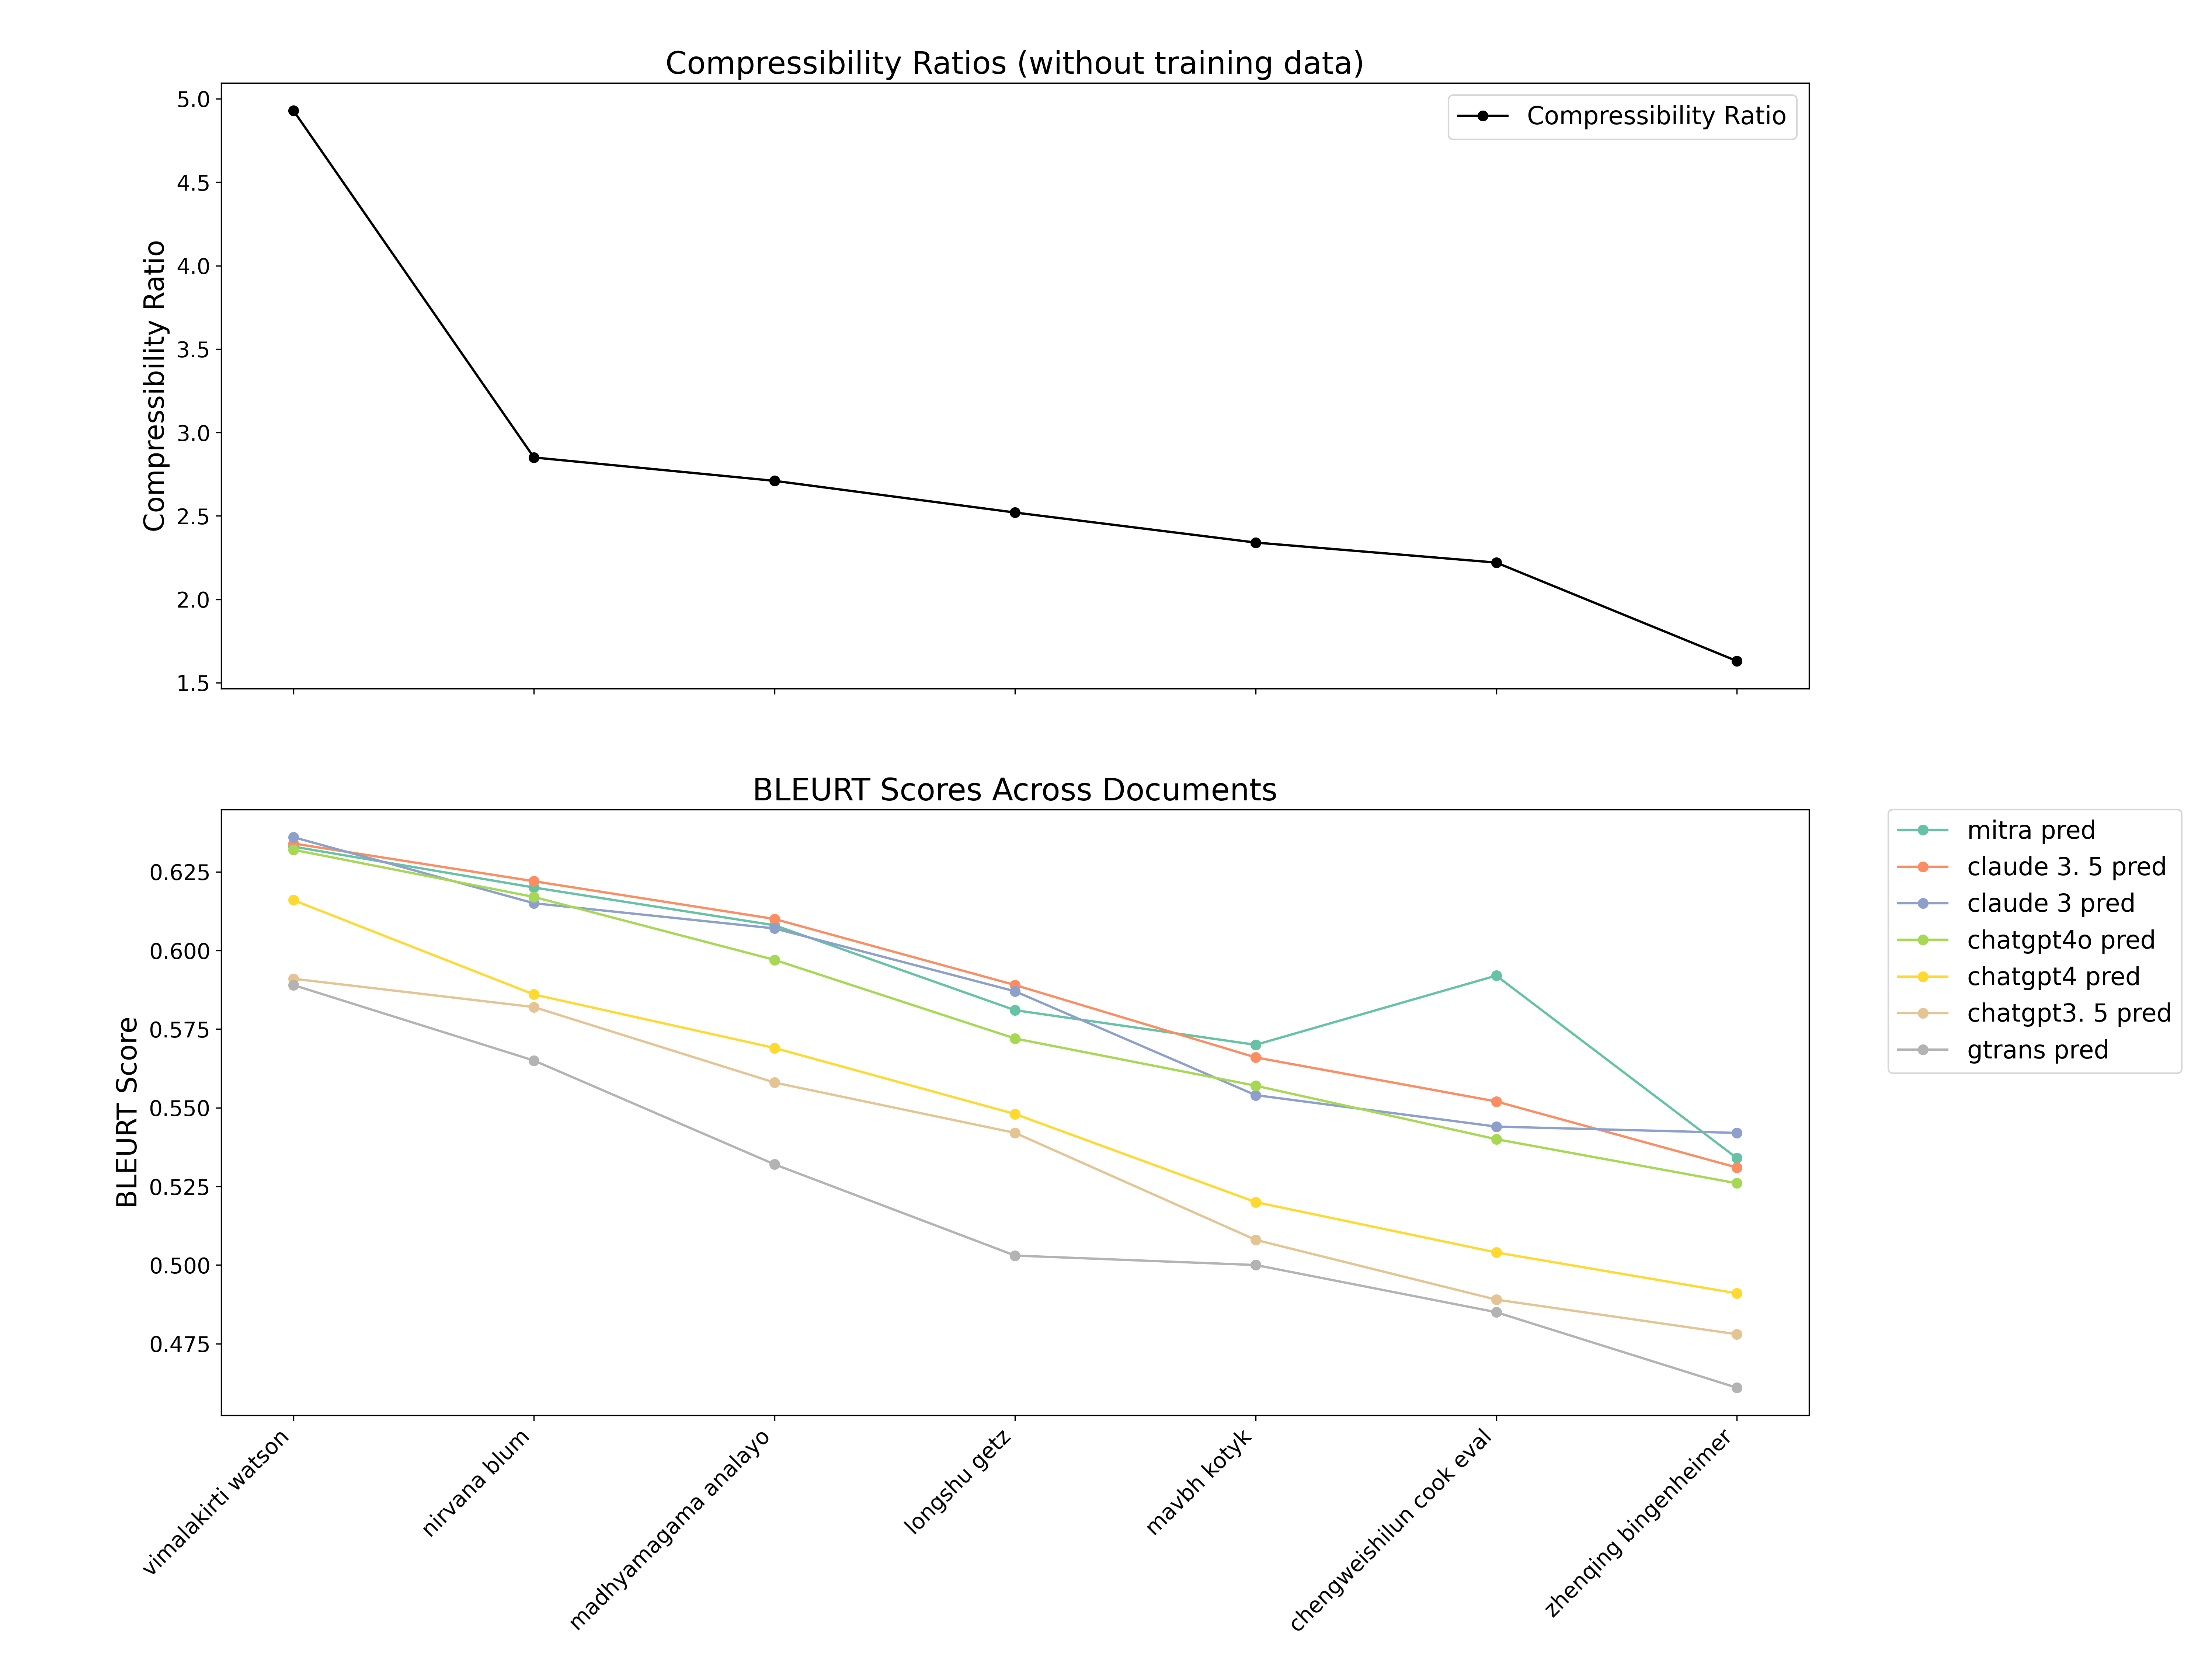 Compressibility Ratios (without training data)
Compressibility Ratio
5.0
4.5
4.0
3.5
3.0
2.5
2.0
1.5
Compressibility Ratio
BLEURT Scores Across Documents
BLEURT Score
0.625
0.600
0.575
0.550
0.525
0.500
0.475
mitra pred
claude 3. 5 pred
claude 3 pred
chatgpt4o pred
chatgpt4 pred
chatgpt3. 5 pred
gtrans pred
vimalakirti watson
nirvana blum
madhyamagama analayo
longshu getz
mavbh kotyk
chengweishilun cook eval
zhenqing bingenheimer